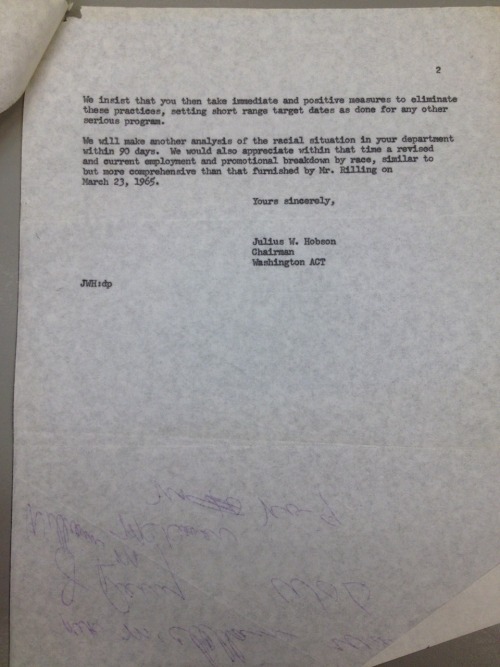 2
We insist that you then take immediate and positive measures to eliminate
these practices, setting short range target dates as done for any other
serious program.
We will make another analysis of the racial situation in your department
within 90 days. We would also appreciate within that time a revised
and current employment and promotional breakdown by race, similar to
but more comprehensive than that furnished by Mr. Rilling on
March 23, 1965.
Yours sincerely,
Julius W. Hobson
Chairman
Washington ACT
JWH:dp